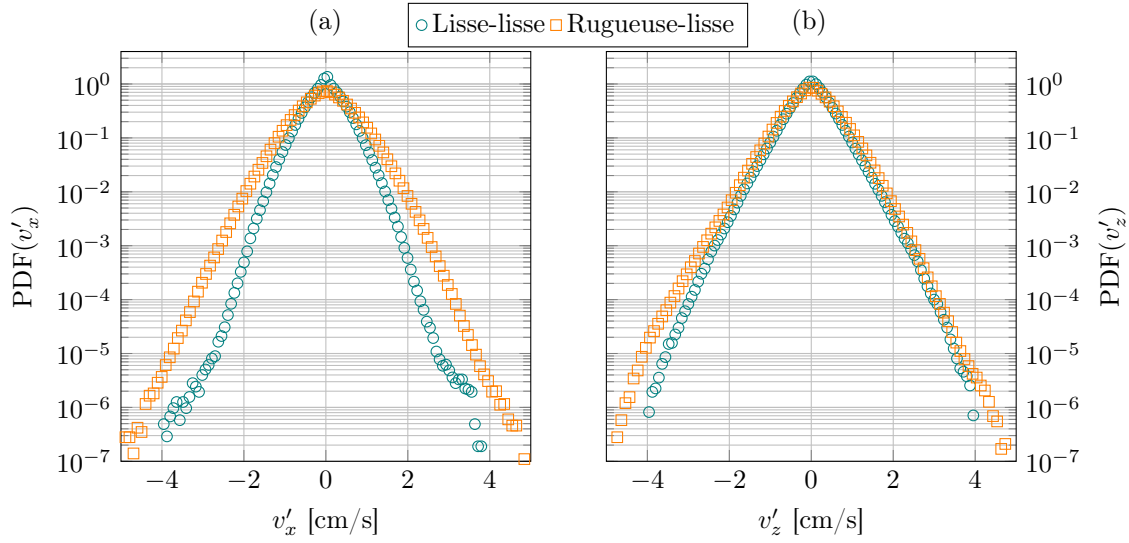 (a)
Lisse-lisse Rugueuse-lisse
(b)
10^0
10^−1
10^−2
10^−3
10^−4
10^−5
10^−6
10^−7
PDF(v′_x)
−4 −2 0 2 4
v′_x [cm/s]
−4 −2 0 2 4
v′_z [cm/s]
10^0
10^−1
10^−2
10^−3
10^−4
10^−5
10^−6
10^−7
PDF(v′_z)